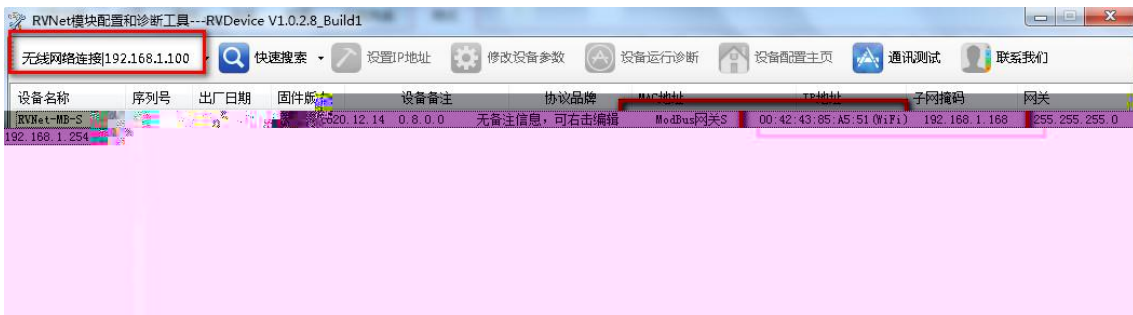 RVNet模块配置和诊断工具---RVDevice V1.0.2.8_Build1
无线网络连接|192.168.1.100 快速搜索 设置IP地址 修改设备参数 设备运行诊断 设备配置主页 通讯测试 联系我们
设备名称 序列号 出厂日期 固件版本 设备备注 协议品牌 MAC地址 IP地址 子网掩码 网关
RVNet-MB-S 2020.12.14 0.8.0.0 无备注信息，可右击编辑 ModBus网关S 00:42:43:85:A5:51(WiFi) 192.168.1.168 255.255.255.0
192.168.1.254